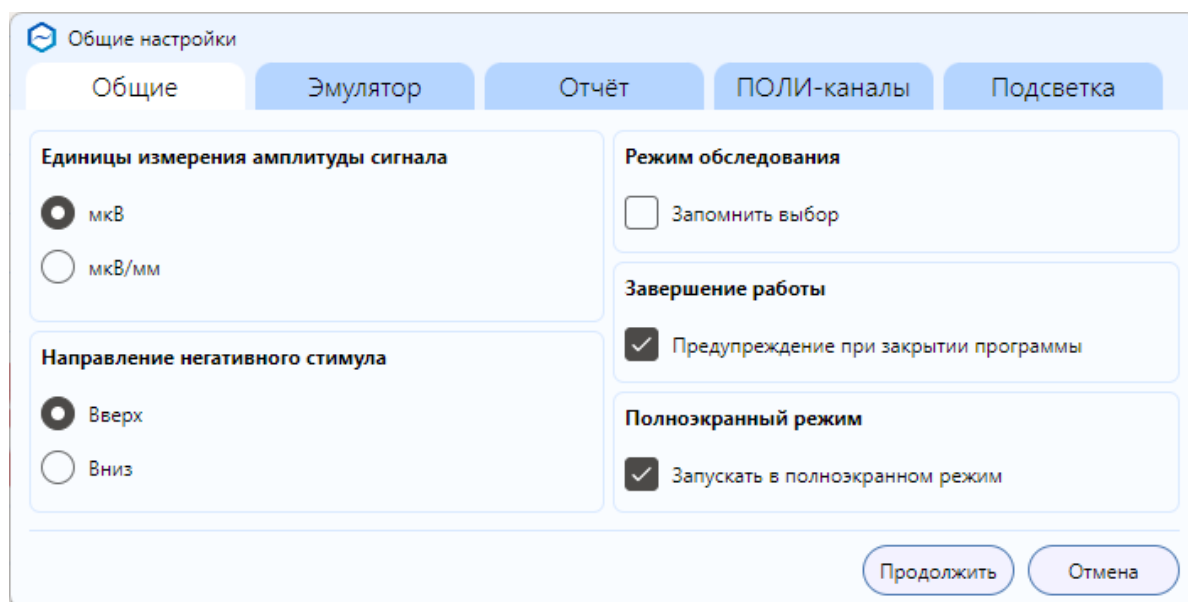 Общие настройки
Общие
Эмулятор
Отчёт
ПОЛИ-каналы
Подсветка
Единицы измерения амплитуды сигнала
мкВ
мкВ/мм
Направление негативного стимула
Вверх
Вниз
Режим обследования
Запомнить выбор
Завершение работы
Предупреждение при закрытии программы
Полноэкранный режим
Запускать в полноэкранном режим
Продолжить
Отмена